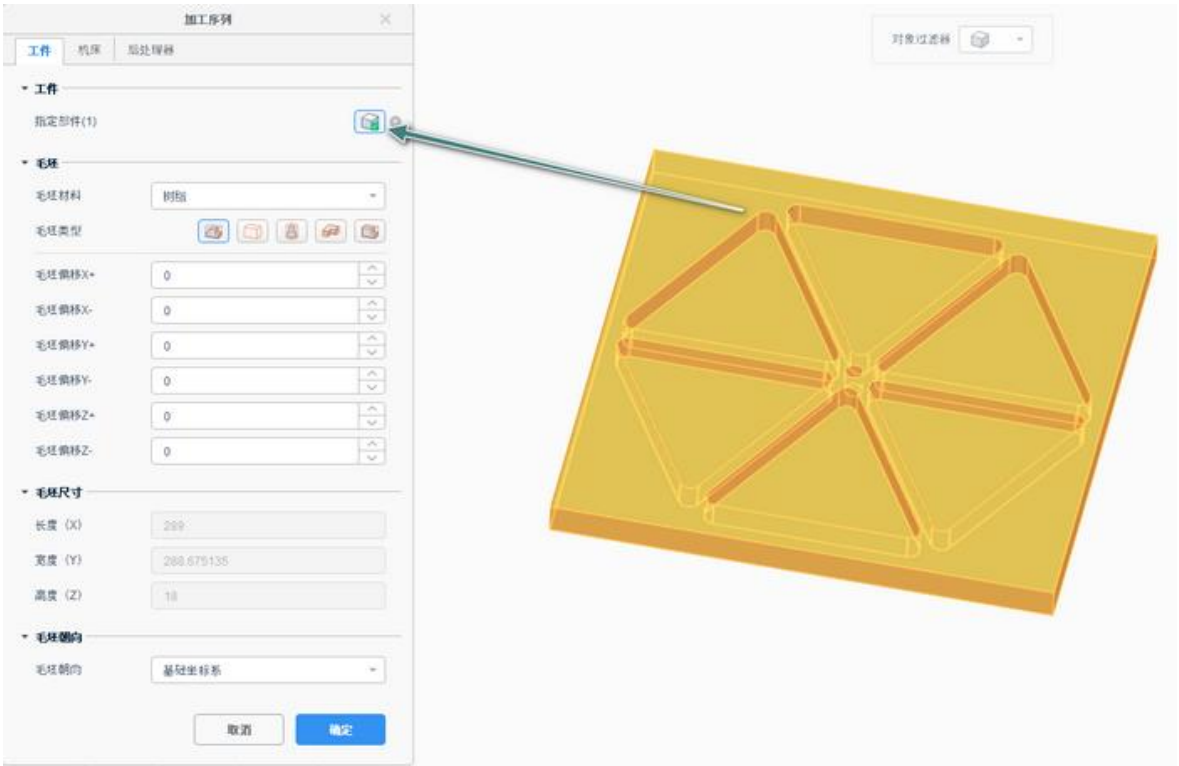 加工序列
对象过滤器
工件 机床 后处理器
工件
指定部件(1)
毛坯
毛坯材料 树脂
毛坯类型
毛坯偏移X+ 0
毛坯偏移X- 0
毛坯偏移Y+ 0
毛坯偏移Y- 0
毛坯偏移Z+ 0
毛坯偏移Z- 0
毛坯尺寸
长度 (X) 289
宽度 (Y) 288.675135
高度 (Z) 18
毛坯朝向
毛坯朝向 基础坐标系
取消 确定